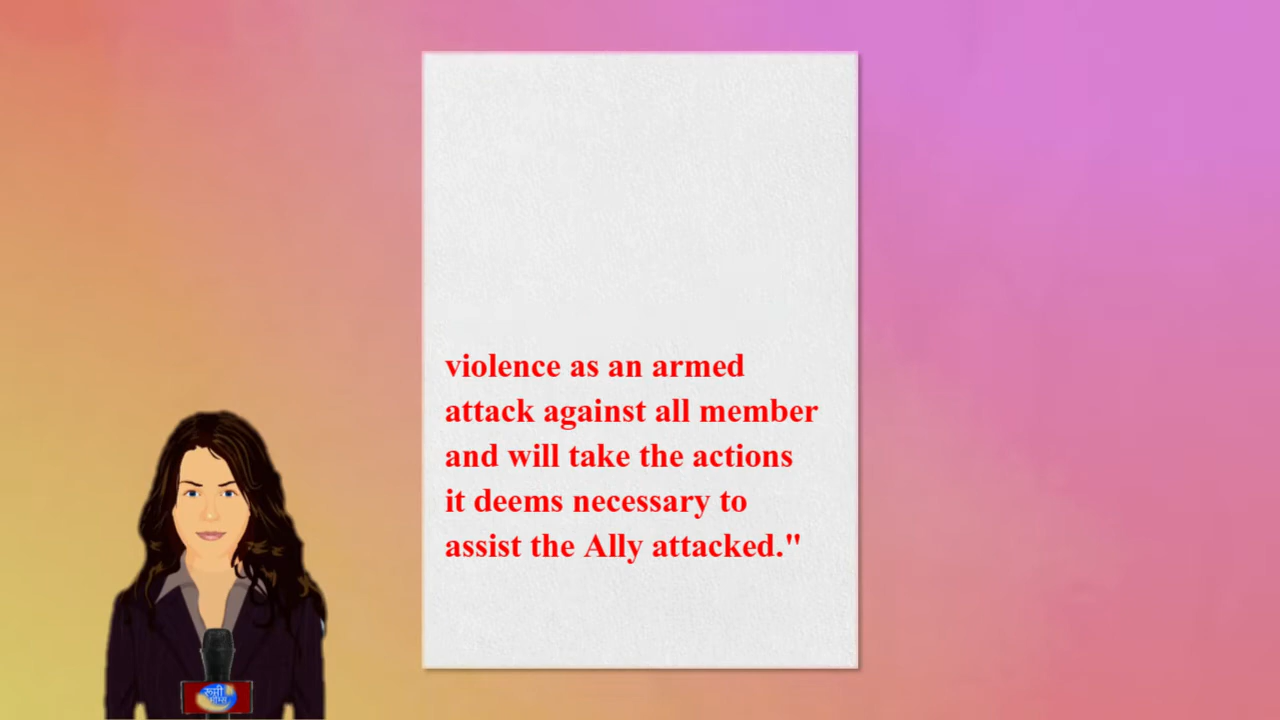 violence as an armed
attack against all member
and will take the actions
it deems necessary to
assist the Ally attacked."
रूमी